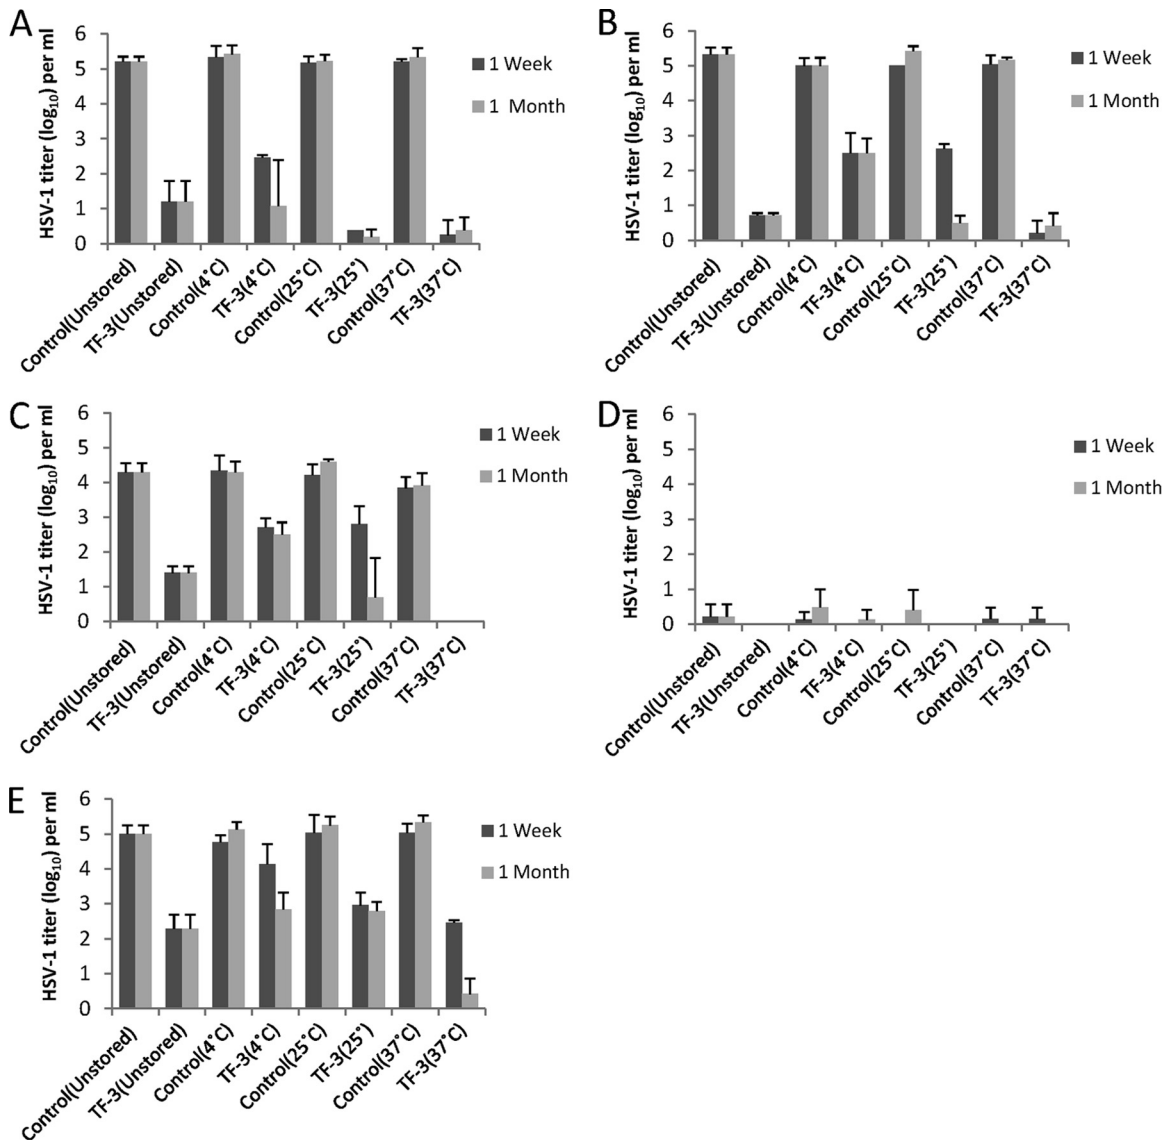 A
HSV-1 titer (log10) per ml
6
5
4
3
2
1
0
1 Week
1 Month
Control(Unstored)
TF-3(Unstored)
Control(4˚C)
TF-3(4˚C)
Control(25˚C)
TF-3(25˚)
Control(37˚C)
TF-3(37˚C)
B
HSV-1 titer (log10) per ml
6
5
4
3
2
1
0
1 Week
1 Month
Control(Unstored)
TF-3(Unstored)
Control(4˚C)
TF-3(4˚C)
Control(25˚C)
TF-3(25˚)
Control(37˚C)
TF-3(37˚C)
C
HSV-1 titer (log10) per ml
6
5
4
3
2
1
0
1 Week
1 Month
Control(Unstored)
TF-3(Unstored)
Control(4˚C)
TF-3(4˚C)
Control(25˚C)
TF-3(25˚)
Control(37˚C)
TF-3(37˚C)
D
HSV-1 titer (log10) per ml
6
5
4
3
2
1
0
1 Week
1 Month
Control(Unstored)
TF-3(Unstored)
Control(4˚C)
TF-3(4˚C)
Control(25˚C)
TF-3(25˚)
Control(37˚C)
TF-3(37˚C)
E
HSV-1 titer (log10) per ml
6
5
4
3
2
1
0
1 Week
1 Month
Control(Unstored)
TF-3(Unstored)
Control(4˚C)
TF-3(4˚C)
Control(25˚C)
TF-3(25˚)
Control(37˚C)
TF-3(37˚C)